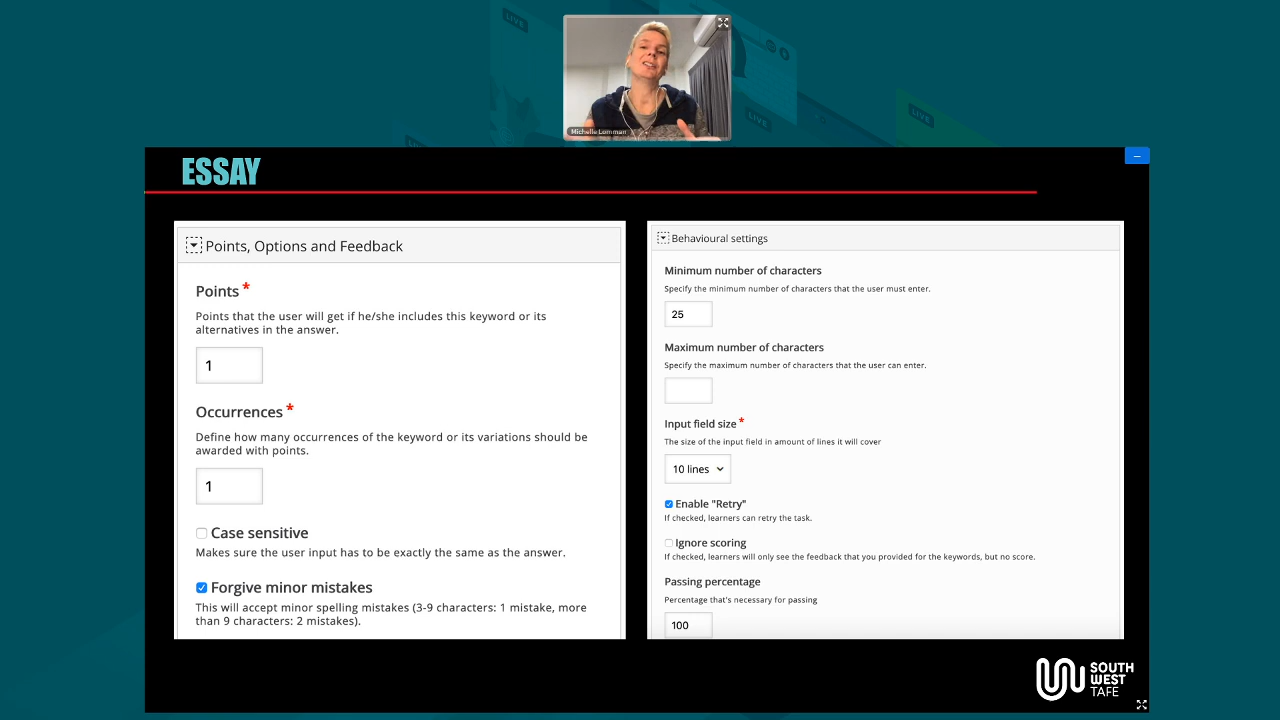 LIVE
LIVE
LIVE
Michelle Lomman
ESSAY
Points, Options and Feedback
Points *
Points that the user will get if he/she includes this keyword or its
alternatives in the answer.
1
Occurrences *
Define how many occurrences of the keyword or its variations should be
awarded with points.
1
Case sensitive
Makes sure the user input has to be exactly the same as the answer.
Forgive minor mistakes
This will accept minor spelling mistakes (3-9 characters: 1 mistake, more
than 9 characters: 2 mistakes).
Behavioural settings
Minimum number of characters
Specify the minimum number of characters that the user must enter.
25
Maximum number of characters
Specify the maximum number of characters that the user can enter.
Input field size *
The size of the input field in amount of lines it will cover
10 lines
Enable "Retry"
If checked, learners can retry the task.
Ignore scoring
If checked, learners will only see the feedback that you provided for the keywords, but no score.
Passing percentage
Percentage that's necessary for passing
100
SOUTH
WEST
TAFE